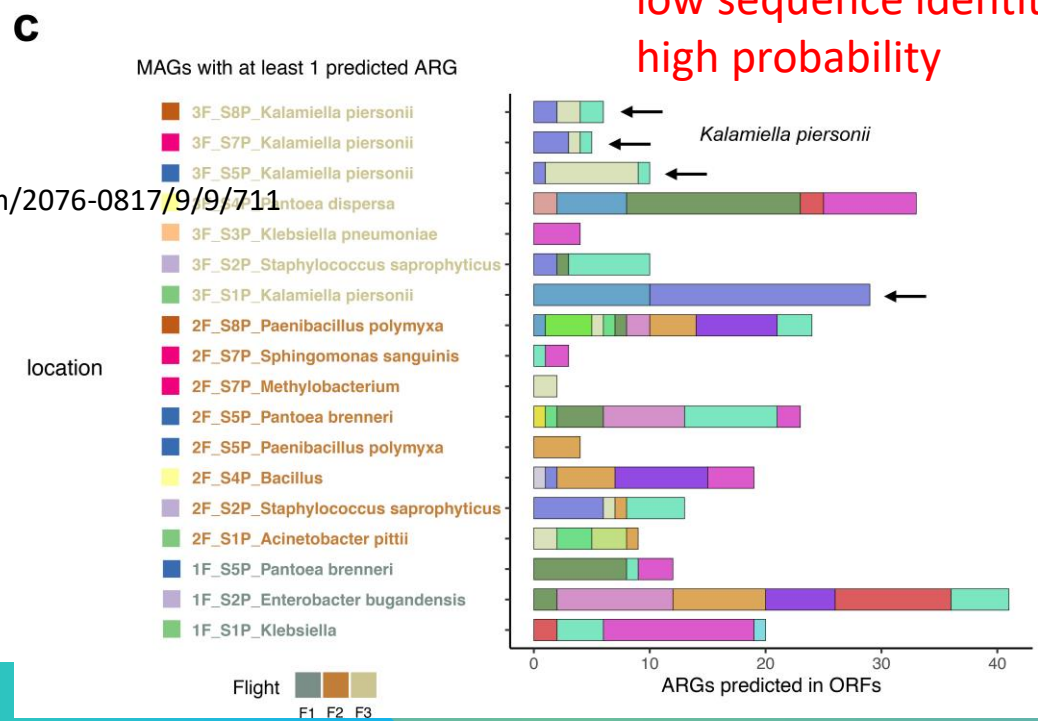 low sequence identit
high probability
c
MAGs with at least 1 predicted ARG
3F_S8P_Kalamiella piersonii
3F_S7P_Kalamiella piersonii
Kalamiella piersonii
3F_S5P_Kalamiella piersonii
n/2076-0817/9/9/711
3F_S4P_Pantoea dispersa
3F_S3P_Klebsiella pneumoniae
3F_S2P_Staphylococcus saprophyticus
3F_S1P_Kalamiella piersonii
2F_S8P_Paenibacillus polymyxa
2F_S7P_Sphingomonas sanguinis
location
2F_S7P_Methylobacterium
2F_S5P_Pantoea brenneri
2F_S5P_Paenibacillus polymyxa
2F_S4P_Bacillus
2F_S2P_Staphylococcus saprophyticus
2F_S1P_Acinetobacter pittii
1F_S5P_Pantoea brenneri
1F_S2P_Enterobacter bugandensis
1F_S1P_Klebsiella
0 10 20 30 40
ARGs predicted in ORFs
Flight
F1 F2 F3